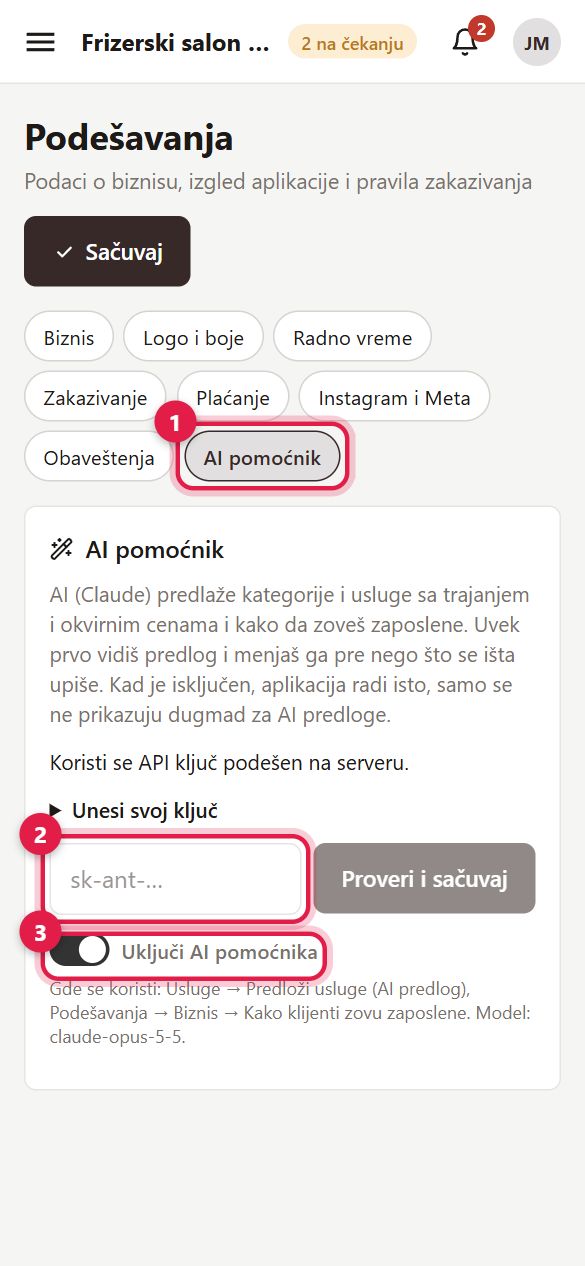 Frizerski salon ...
2 na čekanju
2
JM
Podešavanja
Podaci o biznisu, izgled aplikacije i pravila zakazivanja
Sačuvaj
Biznis
Logo i boje
Radno vreme
Zakazivanje
Plaćanje
Instagram i Meta
1
Obaveštenja
AI pomoćnik
AI pomoćnik
AI (Claude) predlaže kategorije i usluge sa trajanjem
i okvirnim cenama i kako da zoveš zaposlene. Uvek
prvo vidiš predlog i menjaš ga pre nego što se išta
upiše. Kad je isključen, aplikacija radi isto, samo se
ne prikazuju dugmad za AI predloge.
Koristi se API ključ podešen na serveru.
Unesi svoj ključ
2
sk-ant-...
Proveri i sačuvaj
3
Uključi AI pomoćnika
Gde se koristi: Usluge → Predloži usluge (AI predlog),
Podešavanja → Biznis → Kako klijenti zovu zaposlene. Model:
claude-opus-5-5.